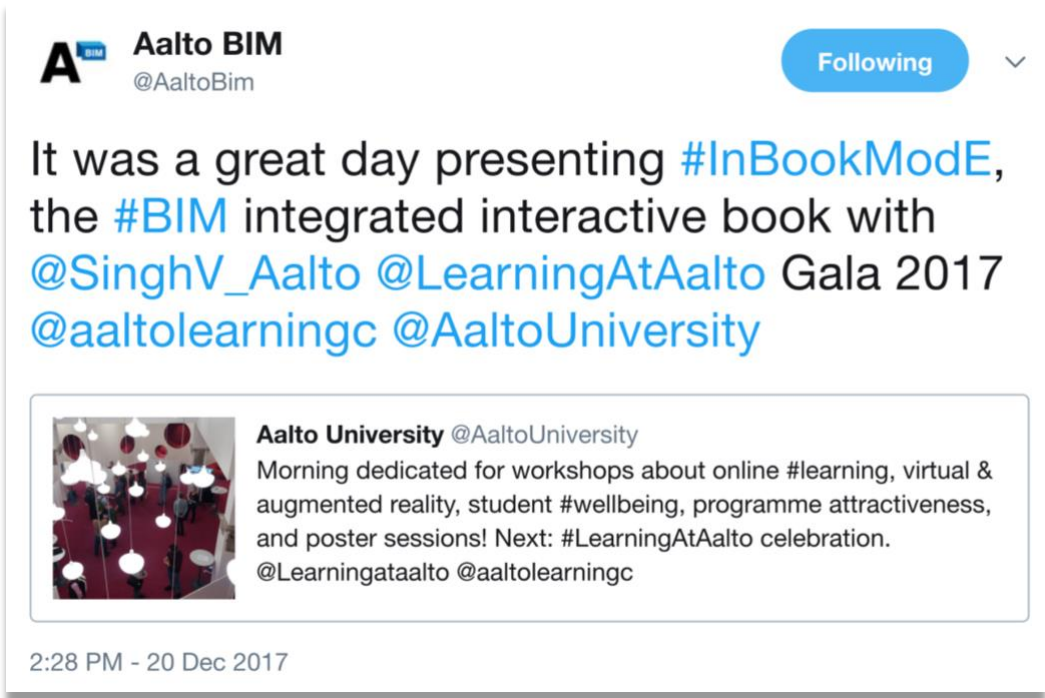 A BIM
Aalto BIM
@AaltoBim
Following
It was a great day presenting #InBookModE,
the #BIM integrated interactive book with
@SinghV_Aalto @LearningAtAalto Gala 2017
@aaltolearningc @AaltoUniversity
Aalto University @AaltoUniversity
Morning dedicated for workshops about online #learning, virtual &
augmented reality, student #wellbeing, programme attractiveness,
and poster sessions! Next: #LearningAtAalto celebration.
@Learningataalto @aaltolearningc
2:28 PM - 20 Dec 2017